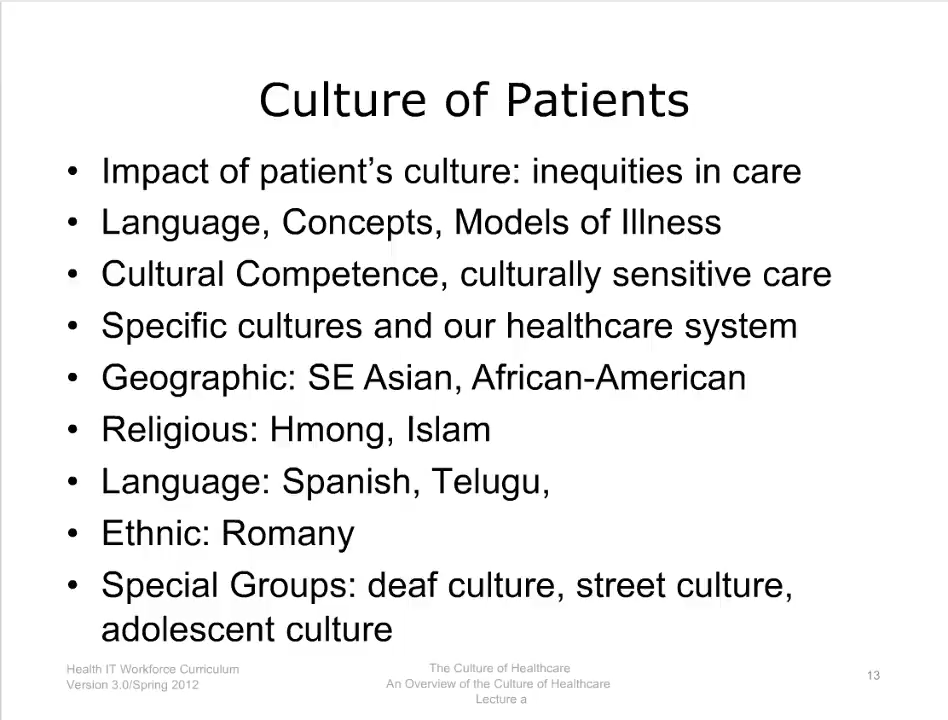 Culture of Patients
• Impact of patient’s culture: inequities in care
• Language, Concepts, Models of Illness
• Cultural Competence, culturally sensitive care
• Specific cultures and our healthcare system
• Geographic: SE Asian, African-American
• Religious: Hmong, Islam
• Language: Spanish, Telugu,
• Ethnic: Romany
• Special Groups: deaf culture, street culture,
adolescent culture
Health IT Workforce Curriculum
Version 3.0/Spring 2012
The Culture of Healthcare
An Overview of the Culture of Healthcare
Lecture a
13